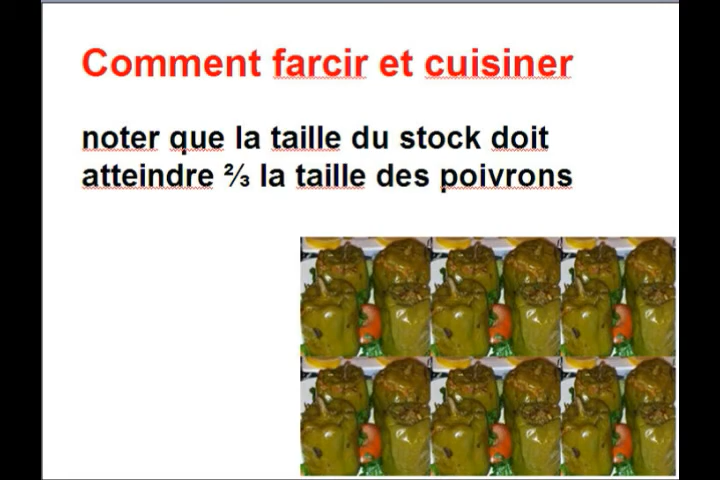 Comment farcir et cuisiner
noter que la taille du stock doit
atteindre ⅔ la taille des poivrons